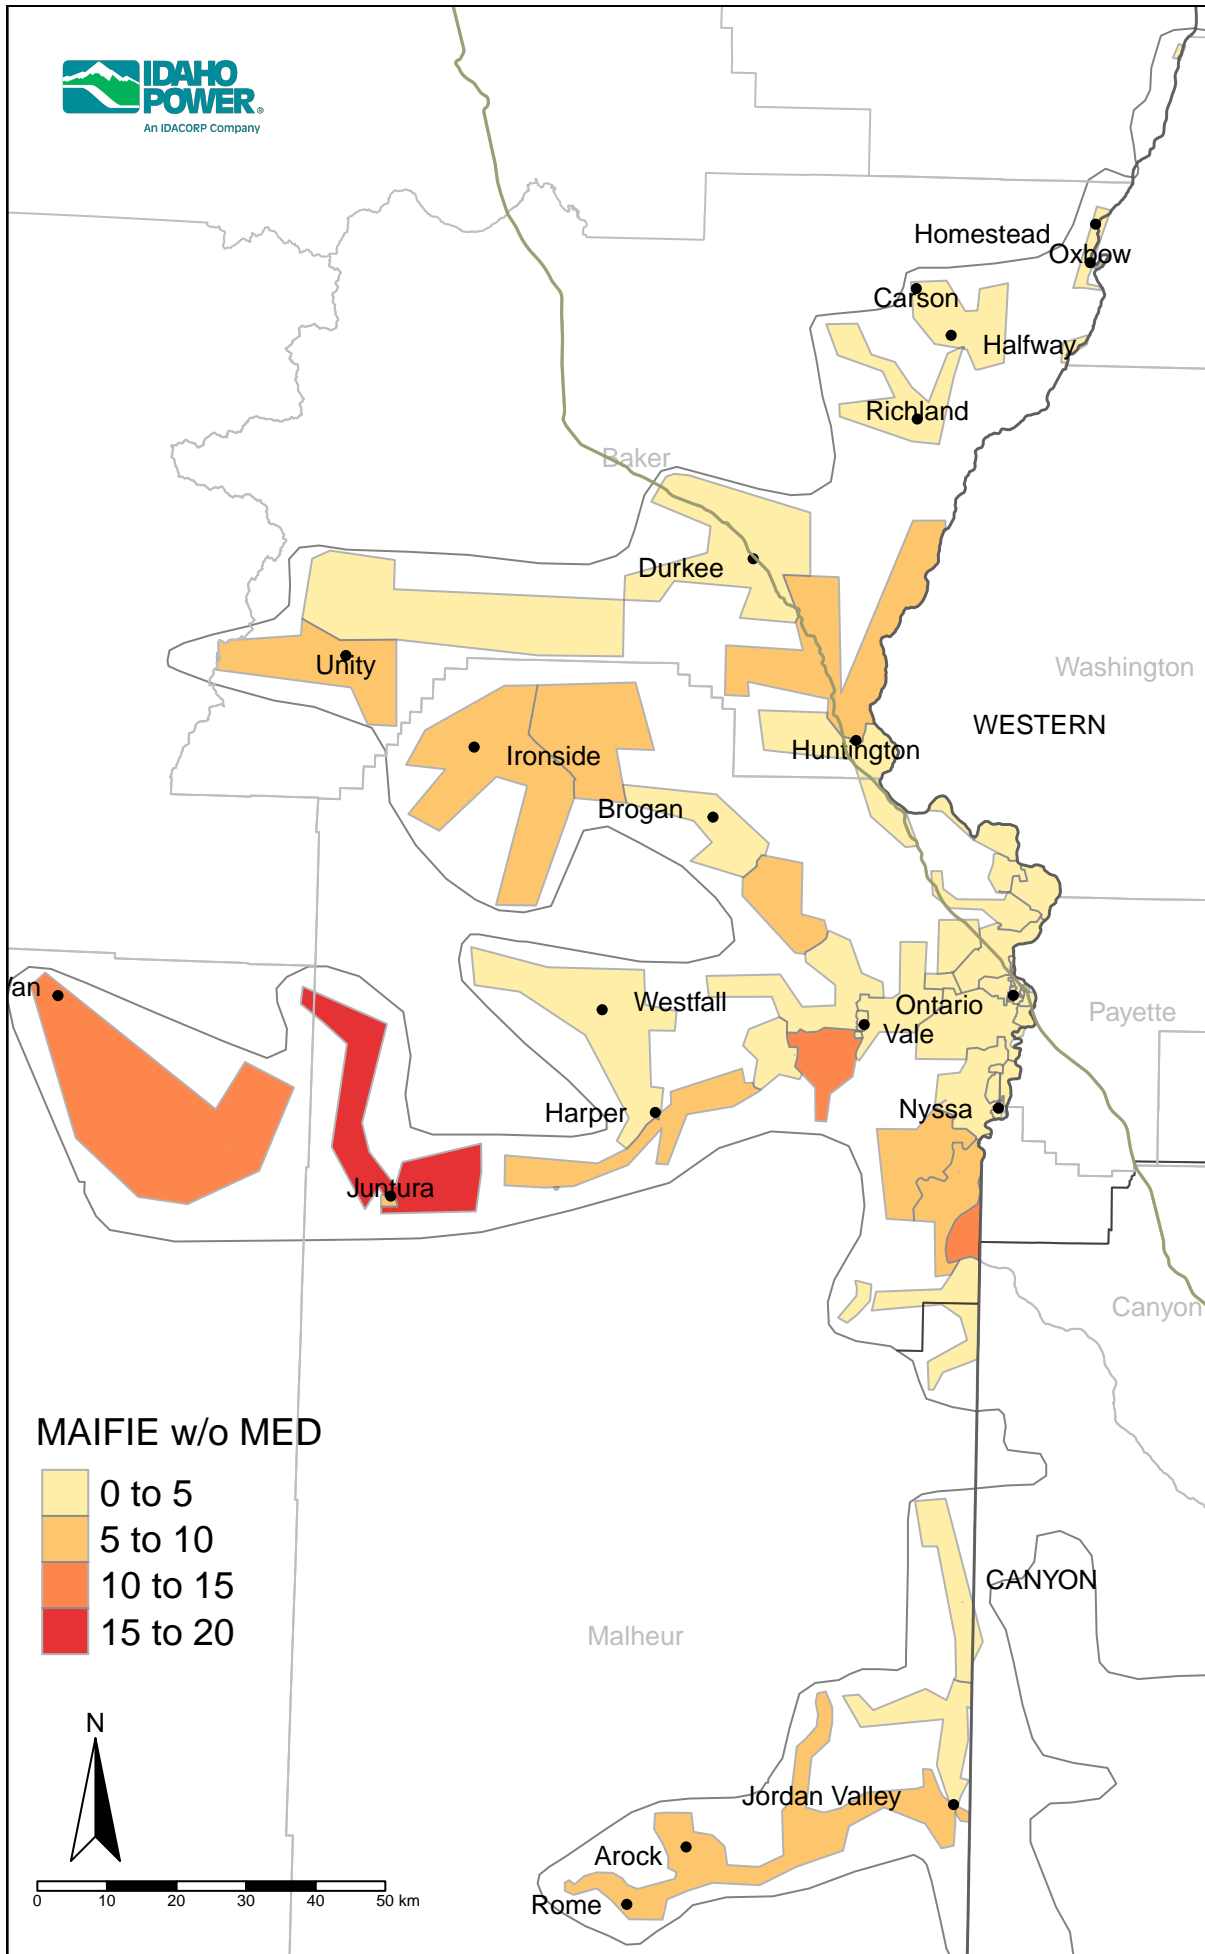 IDAHO
POWER®
An IDACORP Company
Homestead
Oxbow
Carson
Halfway
Richland
Baker
Durkee
Unity
Washington
WESTERN
Huntington
Ironside
Brogan
Westfall
Ontario
Vale
Payette
Harper
Nyssa
Juntura
Canyon
MAIFIE w/o MED
0 to 5
5 to 10
10 to 15
15 to 20
CANYON
Malheur
N
Jordan Valley
Arock
Rome
0 10 20 30 40 50 km